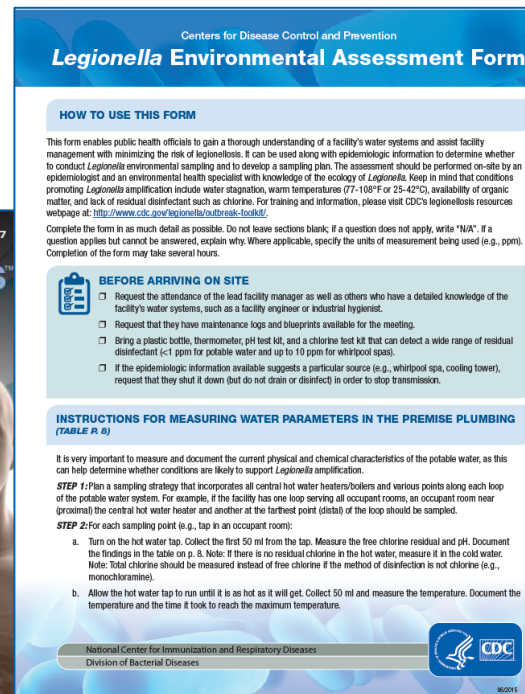 Centers for Disease Control and Prevention
Legionella Environmental Assessment Form
HOW TO USE THIS FORM
This form enables public health officials to gain a thorough understanding of a facility's water systems and assist facility
management with minimizing the risk of legionellosis. It can be used along with epidemiologic information to determine whether
to conduct Legionella environmental sampling and to develop a sampling plan. The assessment should be performed on-site by an
epidemiologist and an environmental health specialist with knowledge of the ecology of Legionella. Keep in mind that conditions
promoting Legionella amplification include water stagnation, warm temperatures (77-108°F or 25-42°C), availability of organic
matter, and lack of residual disinfectant such as chlorine. For training and information, please visit CDC's legionellosis resources
webpage at: http://www.cdc.gov/legionella/outbreak-toolkit/.
Complete the form in as much detail as possible. Do not leave sections blank; if a question does not apply, write “N/A”. If a
question applies but cannot be answered, explain why. Where applicable, specify the units of measurement being used (e.g., ppm).
Completion of the form may take several hours.
7
S™
BEFORE ARRIVING ON SITE
❐ Request the attendance of the lead facility manager as well as others who have a detailed knowledge of the
facility's water systems, such as a facility engineer or industrial hygienist.
❐ Request that they have maintenance logs and blueprints available for the meeting.
❐ Bring a plastic bottle, thermometer, pH test kit, and a chlorine test kit that can detect a wide range of residual
disinfectant (<1 ppm for potable water and up to 10 ppm for whirlpool spas).
❐ If the epidemiologic information available suggests a particular source (e.g., whirlpool spa, cooling tower),
request that they shut it down (but do not drain or disinfect) in order to stop transmission.
INSTRUCTIONS FOR MEASURING WATER PARAMETERS IN THE PREMISE PLUMBING
(TABLE P. 8)
It is very important to measure and document the current physical and chemical characteristics of the potable water, as this
can help determine whether conditions are likely to support Legionella amplification.
STEP 1: Plan a sampling strategy that incorporates all central hot water heaters/boilers and various points along each loop
of the potable water system. For example, if the facility has one loop serving all occupant rooms, an occupant room near
(proximal) the central hot water heater and another at the farthest point (distal) of the loop should be sampled.
STEP 2: For each sampling point (e.g., tap in an occupant room):
a. Turn on the hot water tap. Collect the first 50 ml from the tap. Measure the free chlorine residual and pH. Document
the findings in the table on p. 8. Note: If there is no residual chlorine in the hot water, measure it in the cold water.
Note: Total chlorine should be measured instead of free chlorine if the method of disinfection is not chlorine (e.g.,
monochloramine).
b. Allow the hot water tap to run until it is as hot as it will get. Collect 50 ml and measure the temperature. Document the
temperature and the time it took to reach the maximum temperature.
National Center for Immunization and Respiratory Diseases
Division of Bacterial Diseases
CDC
06/2015